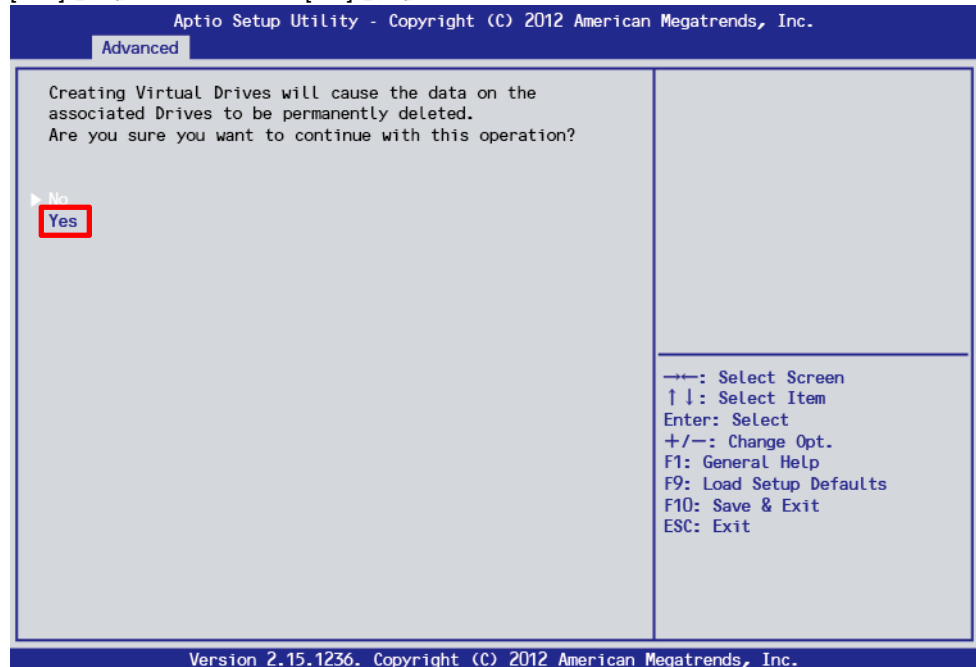 Aptio Setup Utility - Copyright (C) 2012 American Megatrends, Inc.
Advanced
Creating Virtual Drives will cause the data on the
associated Drives to be permanently deleted.
Are you sure you want to continue with this operation?
▶ No
Yes
→←: Select Screen
↑↓: Select Item
Enter: Select
+/−: Change Opt.
F1: General Help
F9: Load Setup Defaults
F10: Save & Exit
ESC: Exit
Version 2.15.1236. Copyright (C) 2012 American Megatrends, Inc.